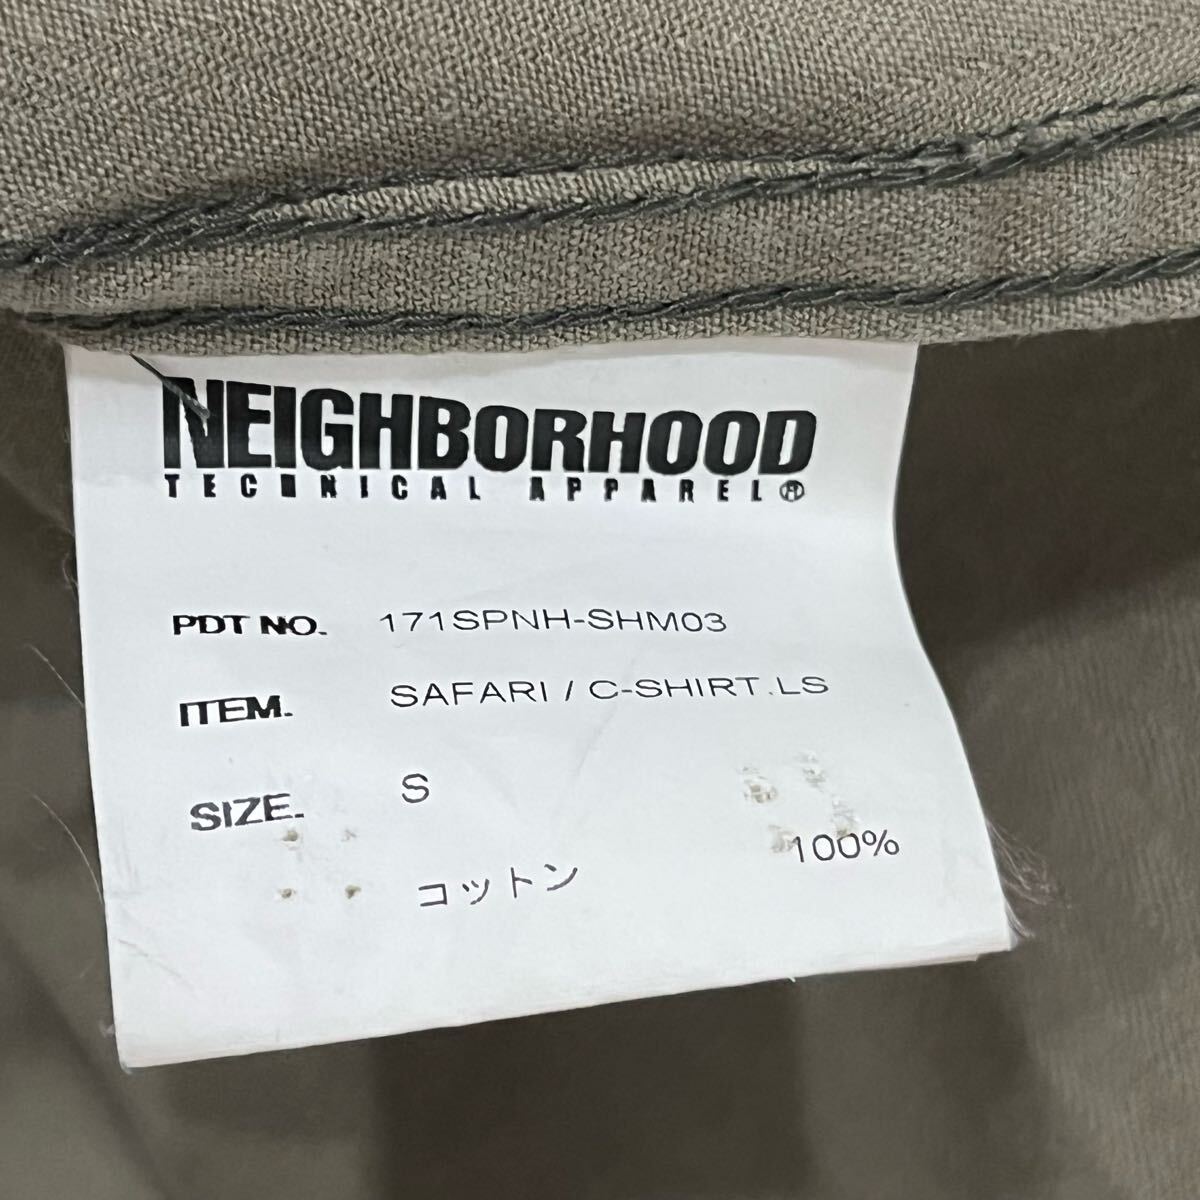 NEIGHBORHOOD
TECHNICAL APPAREL
PDT NO. 171SPNH-SHM03
ITEM. SAFARI / C-SHIRT.LS
SIZE. S
コットン 100%